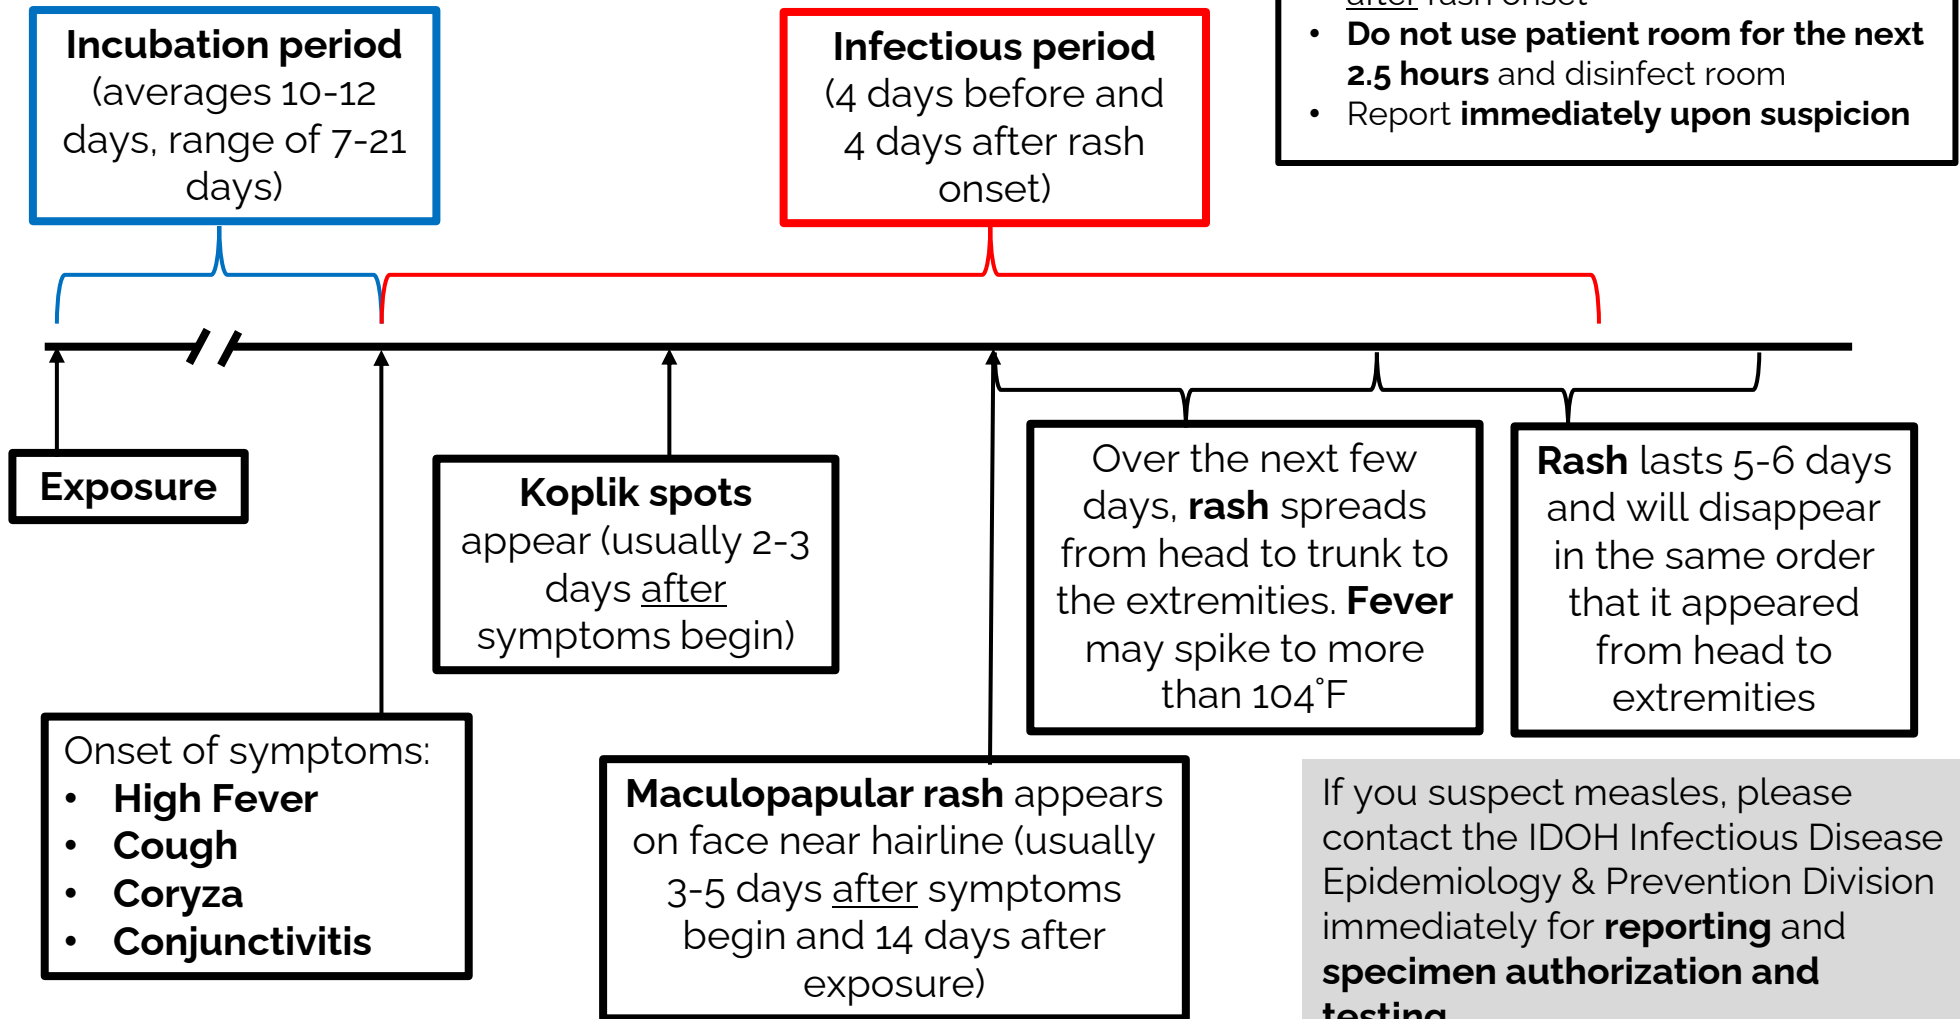 Incubation period
(averages 10-12
days, range of 7-21
days)
Infectious period
(4 days before and
4 days after rash
onset)
after rash onset
• Do not use patient room for the next
2.5 hours and disinfect room
• Report immediately upon suspicion
Exposure
Koplik spots
appear (usually 2-3
days after
symptoms begin)
Over the next few
days, rash spreads
from head to trunk to
the extremities. Fever
may spike to more
than 104°F
Rash lasts 5-6 days
and will disappear
in the same order
that it appeared
from head to
extremities
Onset of symptoms:
• High Fever
• Cough
• Coryza
• Conjunctivitis
Maculopapular rash appears
on face near hairline (usually
3-5 days after symptoms
begin and 14 days after
exposure)
If you suspect measles, please
contact the IDOH Infectious Disease
Epidemiology & Prevention Division
immediately for reporting and
specimen authorization and
testing